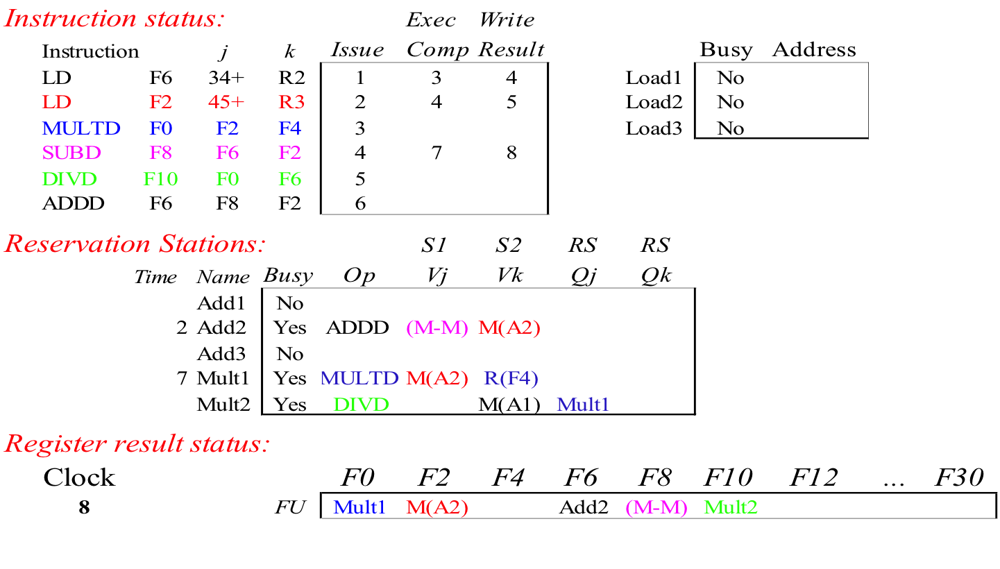 Instruction status: Exec Write
Instruction j k Issue Comp Result Busy Address
LD F6 34+ R2 1 3 4 Load1 No
LD F2 45+ R3 2 4 5 Load2 No
MULTD F0 F2 F4 3 Load3 No
SUBD F8 F6 F2 4 7 8
DIVD F10 F0 F6 5
ADDD F6 F8 F2 6
Reservation Stations: S1 S2 RS RS
Time Name Busy Op Vj Vk Qj Qk
Add1 No
2 Add2 Yes ADDD (M-M) M(A2)
Add3 No
7 Mult1 Yes MULTD M(A2) R(F4)
Mult2 Yes DIVD M(A1) Mult1
Register result status:
Clock F0 F2 F4 F6 F8 F10 F12 ... F30
8 FU Mult1 M(A2) Add2 (M-M) Mult2